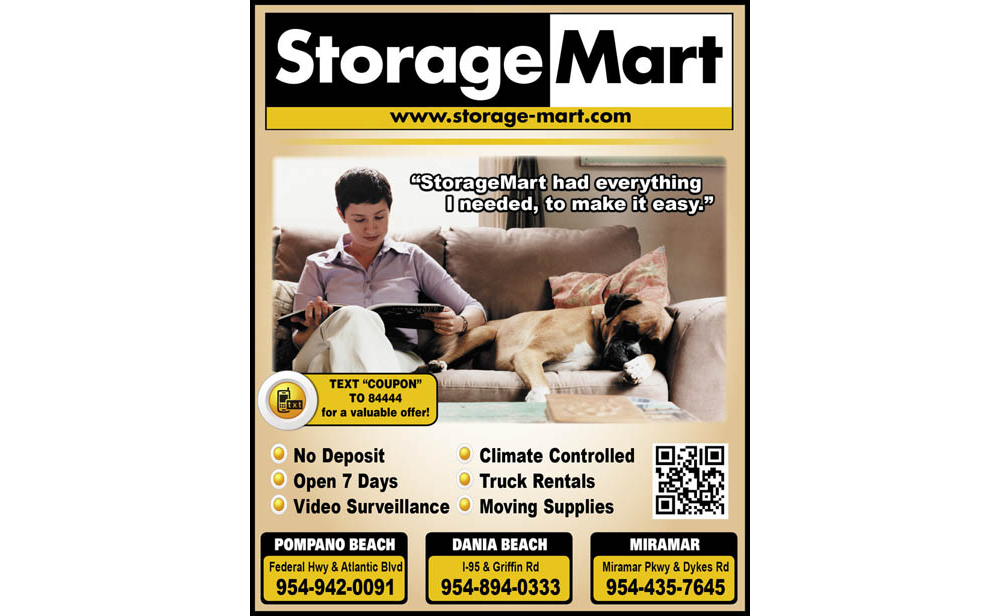 StorageMart
www.storage-mart.com
“StorageMart had everything
I needed, to make it easy.”
TEXT “COUPON”
TO 84444
for a valuable offer!
txt
No Deposit
Open 7 Days
Video Surveillance
Climate Controlled
Truck Rentals
Moving Supplies
POMPANO BEACH
Federal Hwy & Atlantic Blvd
954-942-0091
DANIA BEACH
I-95 & Griffin Rd
954-894-0333
MIRAMAR
Miramar Pkwy & Dykes Rd
954-435-7645